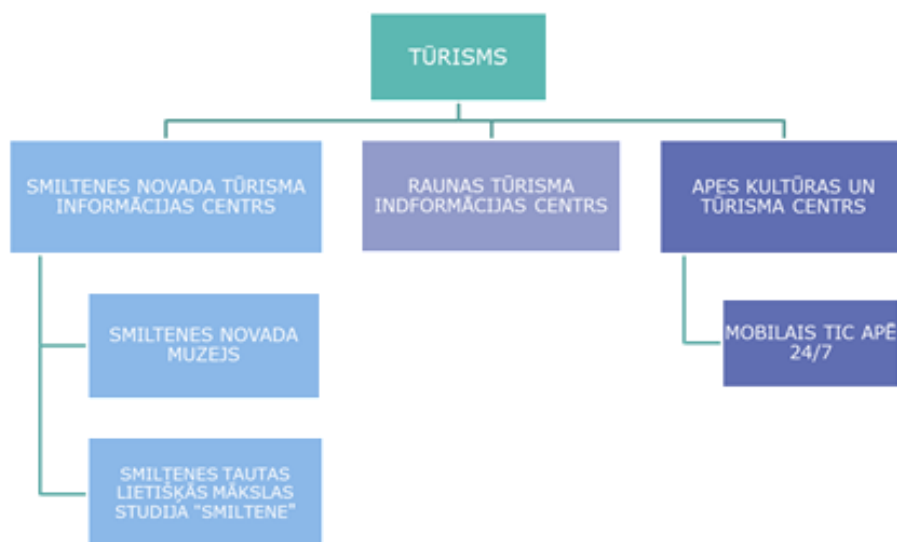 TŪRISMS
SMILTENES NOVADA TŪRISMA
INFORMĀCIJAS CENTRS
RAUNAS TŪRISMA
INDFORMĀCIJAS CENTRS
APES KULTŪRAS UN
TŪRISMA CENTRS
SMILTENES NOVADA
MUZEJS
MOBILAIS TIC APĒ
24/7
SMILTENES TAUTAS
LIETIŠĶĀS MĀKSLAS
STUDIJA "SMILTENE"